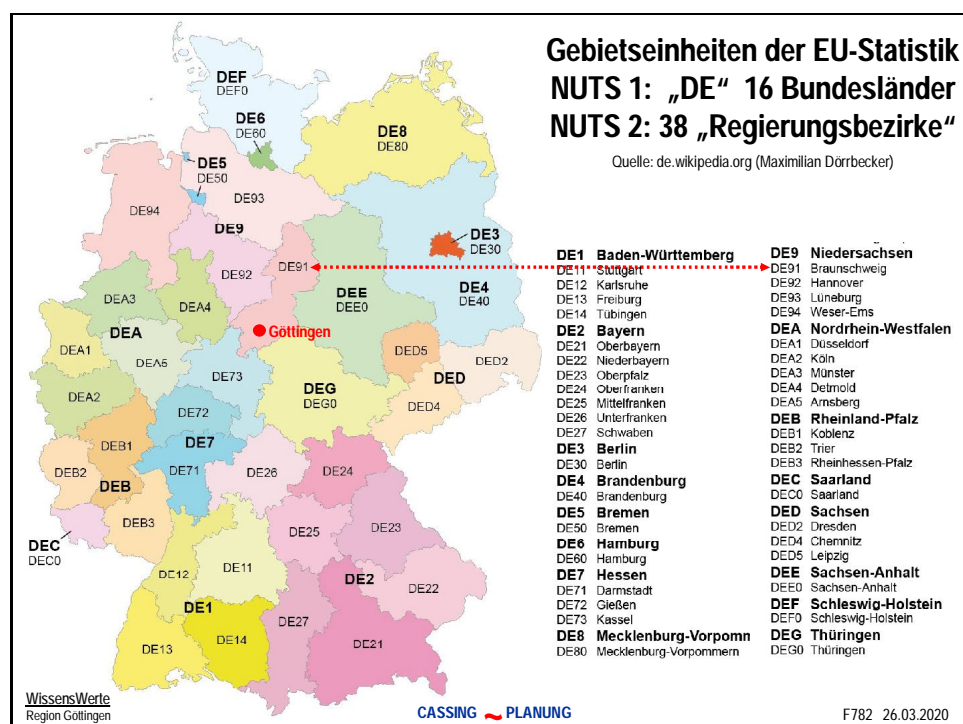 Gebietseinheiten der EU-Statistik
NUTS 1: „DE“ 16 Bundesländer
NUTS 2: 38 „Regierungsbezirke“
Quelle: de.wikipedia.org (Maximilian Dörrbecker)
DEF
DEF0
DE6
DE60
DE8
DE80
DE5
DE50
DE93
DE94
DE9
DE3
DE30
DE92
DE91
DEE
DEE0
DE4
DE40
DEA3
DEA4
DEA
Göttingen
DEA1
DEA5
DE73
DED5
DED2
DED
DEG
DEG0
DED4
DEA2
DE72
DEB1
DE7
DEB2
DE71
DE26
DE24
DEB
DEB3
DE25
DE23
DEC
DEC0
DE12
DE11
DE2
DE22
DE1
DE27
DE13
DE14
DE21
DE1 Baden-Württemberg
DE11 Stuttgart
DE12 Karlsruhe
DE13 Freiburg
DE14 Tübingen
DE2 Bayern
DE21 Oberbayern
DE22 Niederbayern
DE23 Oberpfalz
DE24 Oberfranken
DE25 Mittelfranken
DE26 Unterfranken
DE27 Schwaben
DE3 Berlin
DE30 Berlin
DE4 Brandenburg
DE40 Brandenburg
DE5 Bremen
DE50 Bremen
DE6 Hamburg
DE60 Hamburg
DE7 Hessen
DE71 Darmstadt
DE72 Gießen
DE73 Kassel
DE8 Mecklenburg-Vorpomn
DE80 Mecklenburg-Vorpommern
DE9 Niedersachsen
DE91 Braunschweig
DE92 Hannover
DE93 Lüneburg
DE94 Weser-Ems
DEA Nordrhein-Westfalen
DEA1 Düsseldorf
DEA2 Köln
DEA3 Münster
DEA4 Detmold
DEA5 Arnsberg
DEB Rheinland-Pfalz
DEB1 Koblenz
DEB2 Trier
DEB3 Rheinhessen-Pfalz
DEC Saarland
DEC0 Saarland
DED Sachsen
DED2 Dresden
DED4 Chemnitz
DED5 Leipzig
DEE Sachsen-Anhalt
DEE0 Sachsen-Anhalt
DEF Schleswig-Holstein
DEF0 Schleswig-Holstein
DEG Thüringen
DEG0 Thüringen
WissensWerte
Region Göttingen
CASSING ~ PLANUNG
F782 26.03.2020